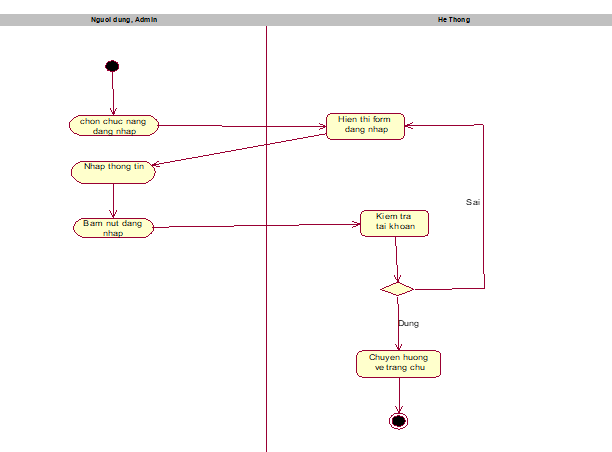 Nguoi dung, Admin
He Thong
chon chuc nang
dang nhap
Hien thi form
dang nhap
Nhap thong tin
Sai
Bam nut dang
nhap
Kiem tra
tai khoan
Dung
Chuyen huong
ve trang chu